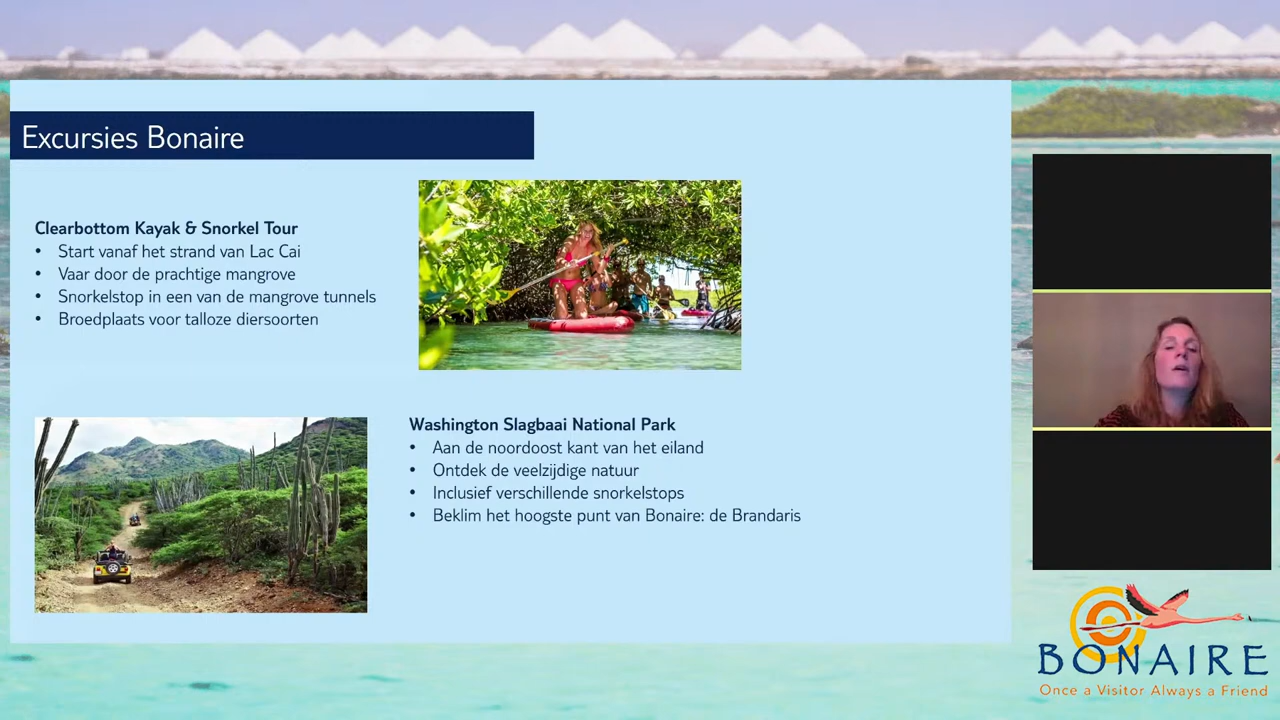 Excursies Bonaire
Clearbottom Kayak & Snorkel Tour
• Start vanaf het strand van Lac Cai
• Vaar door de prachtige mangrove
• Snorkelstop in een van de mangrove tunnels
• Broedplaats voor talloze diersoorten
Washington Slagbaai National Park
• Aan de noordoost kant van het eiland
• Ontdek de veelzijdige natuur
• Inclusief verschillende snorkelstops
• Beklim het hoogste punt van Bonaire: de Brandaris
BONAIRE
Once a Visitor Always a Friend